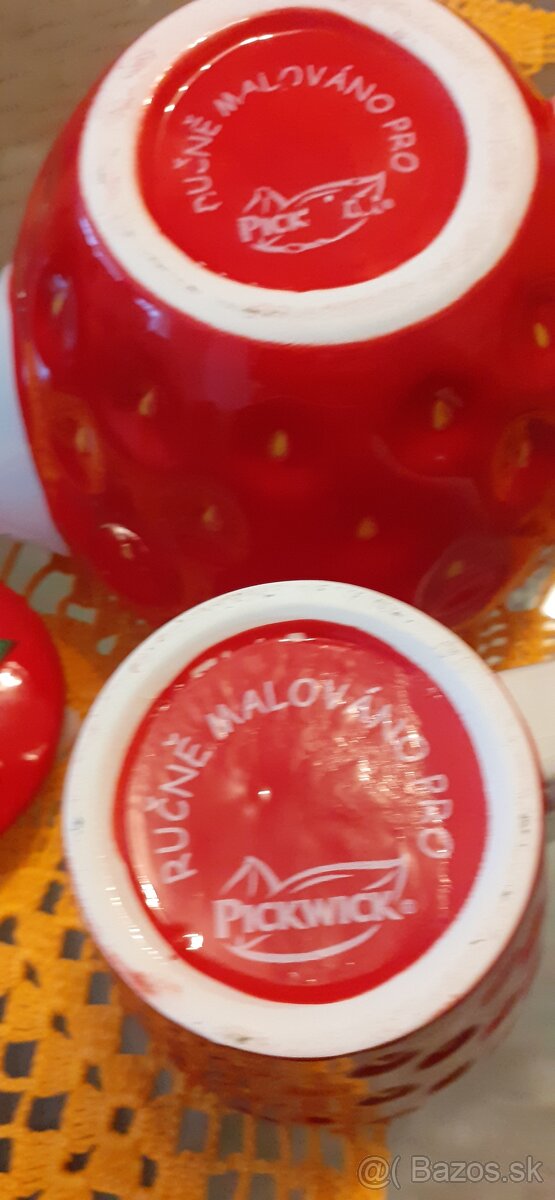 RUČNĚ MALOVÁNO PRO
PICK
RUČNĚ MALOVÁNO PRO
PICKWICK®
@ Bazos.sk